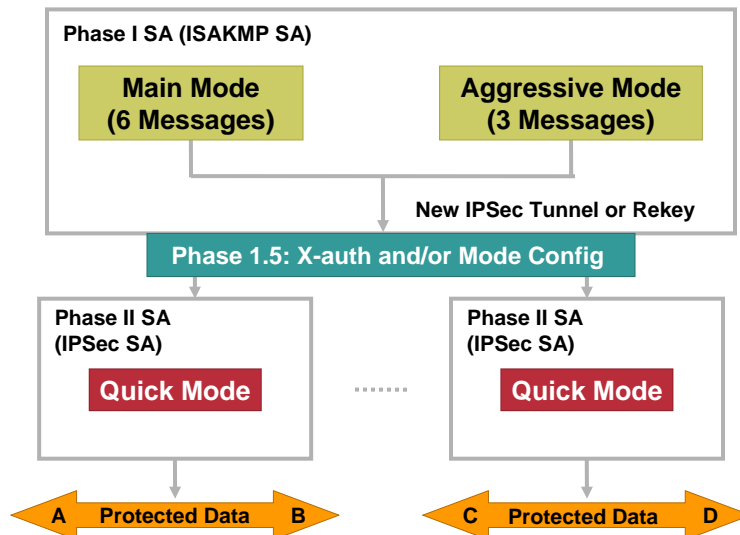 Phase I SA (ISAKMP SA)
Main Mode
(6 Messages)
Aggressive Mode
(3 Messages)
New IPSec Tunnel or Rekey
Phase 1.5: X-auth and/or Mode Config
Phase II SA
(IPSec SA)
Quick Mode
Phase II SA
(IPSec SA)
Quick Mode
A Protected Data B
C Protected Data D